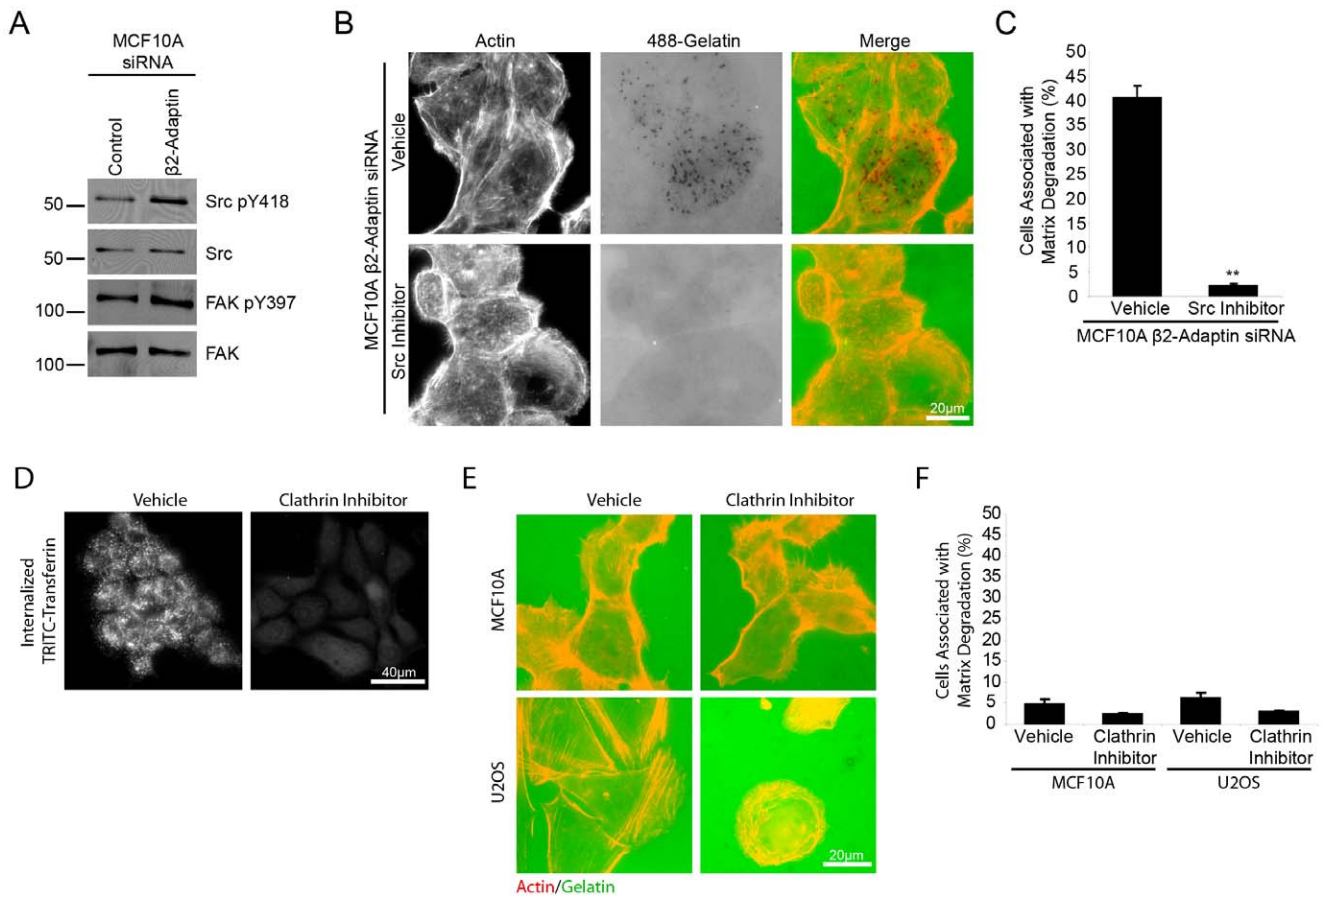 A
MCF10A
siRNA
Control
β2-Adaptin
50
Src pY418
50
Src
100
FAK pY397
100
FAK
B
Actin
488-Gelatin
Merge
MCF10A β2-Adaptin siRNA
Vehicle
Src Inhibitor
20μm
C
Cells Associated with
Matrix Degradation (%)
50
45
40
35
30
25
20
15
10
5
0
**
Vehicle
Src Inhibitor
MCF10A β2-Adaptin siRNA
D
Vehicle
Clathrin Inhibitor
Internalized
TRITC-Transferrin
40μm
E
Vehicle
Clathrin Inhibitor
MCF10A
U2OS
20μm
Actin/Gelatin
F
Cells Associated with
Matrix Degradation (%)
50
45
40
35
30
25
20
15
10
5
0
Vehicle
Clathrin
Inhibitor
Vehicle
Clathrin
Inhibitor
MCF10A
U2OS